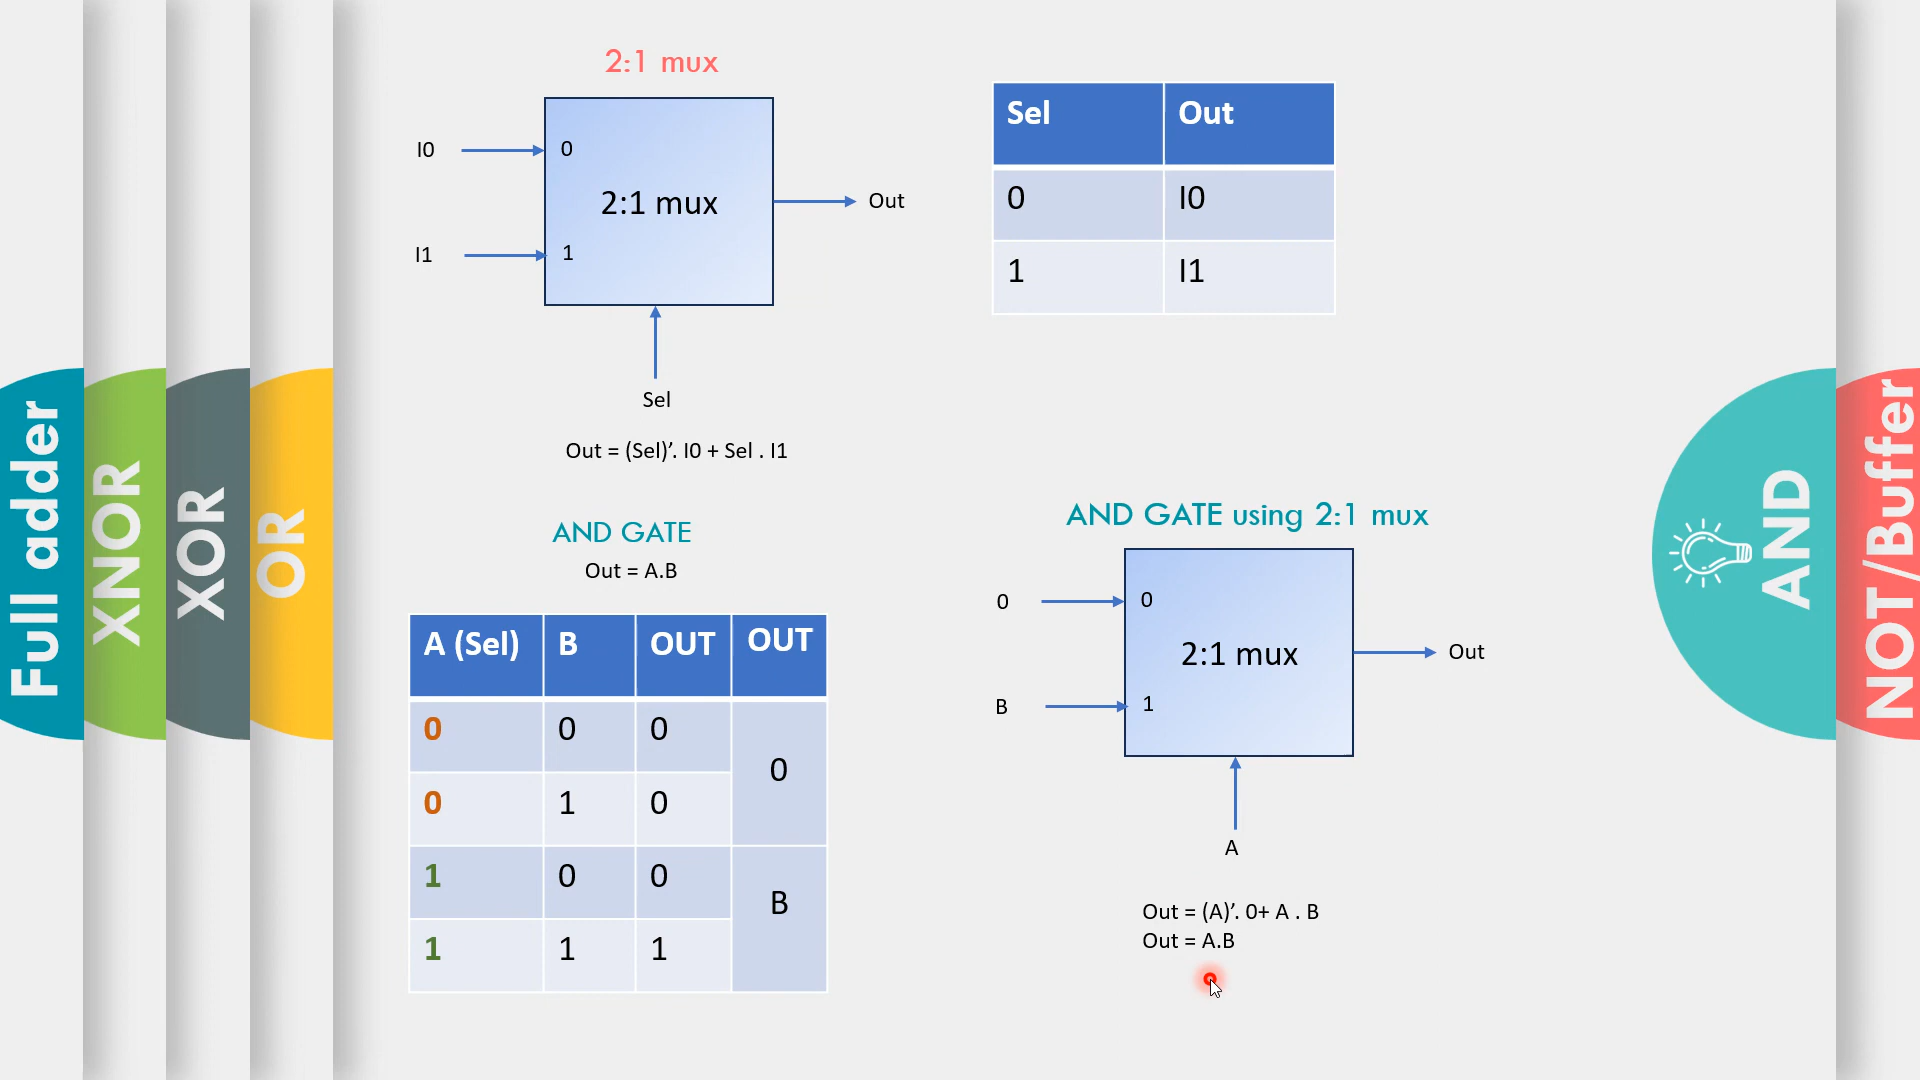 2:1 mux
I0
0
2:1 mux
Out
I1
1
Sel
Out = (Sel)’. I0 + Sel . I1
Sel Out
0 I0
1 I1
AND GATE
Out = A.B
A (Sel) B OUT OUT
0 0 0 0
0 1 0
1 0 0 B
1 1 1
AND GATE using 2:1 mux
0
0
2:1 mux
Out
B
1
A
Out = (A)’. 0+ A . B
Out = A.B
Full adder
XNOR
XOR
OR
AND
NOT /Buffer